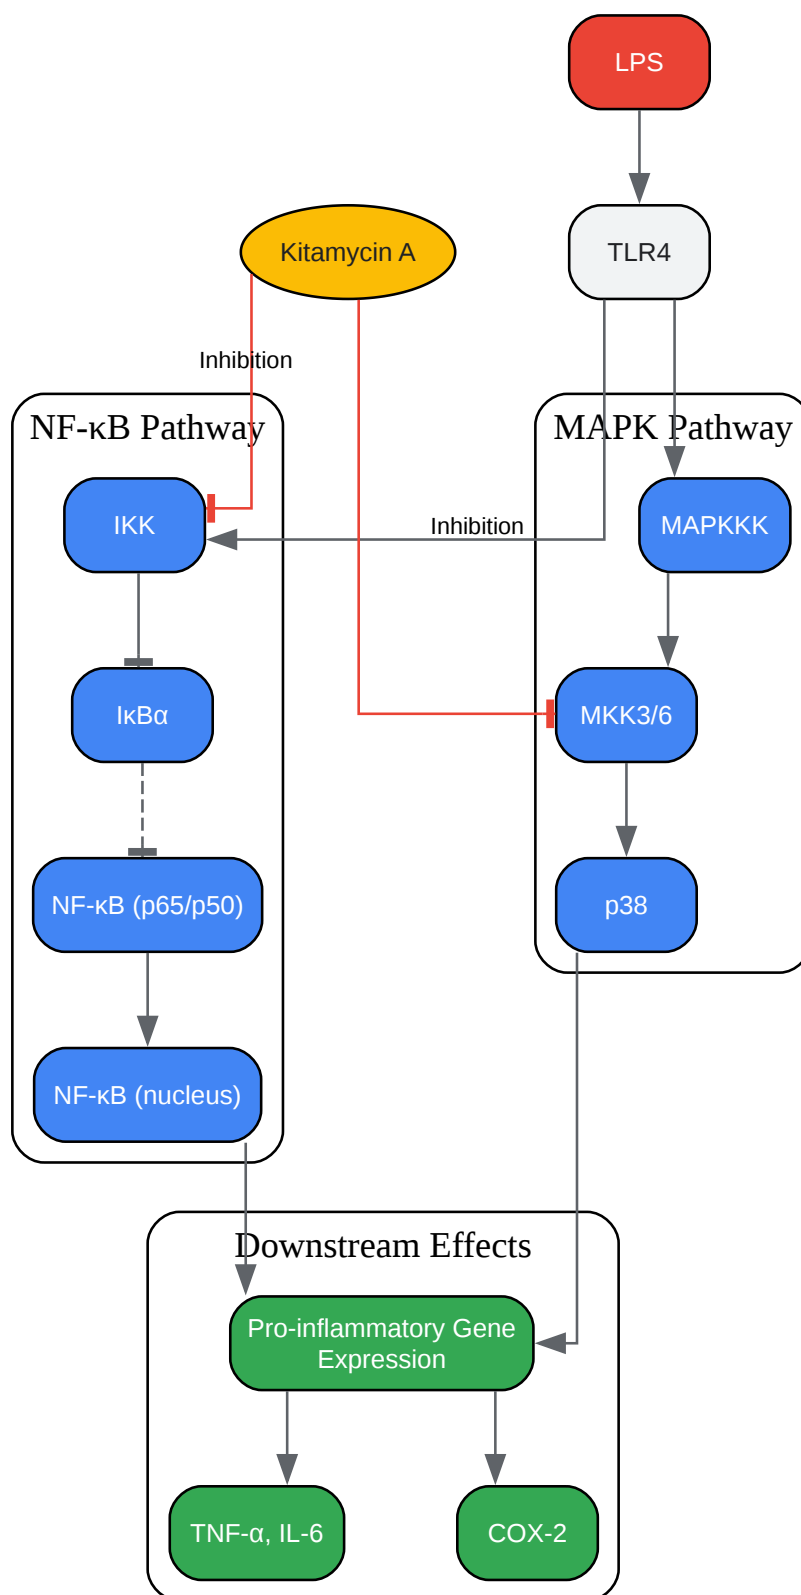 LPS
Kitamycin A
TLR4
Inhibition
NF-κB Pathway
MAPK Pathway
IKK
Inhibition
MAPKKK
IκBα
MKK3/6
NF-κB (p65/p50)
p38
NF-κB (nucleus)
Downstream Effects
Pro-inflammatory Gene
Expression
TNF-α, IL-6
COX-2